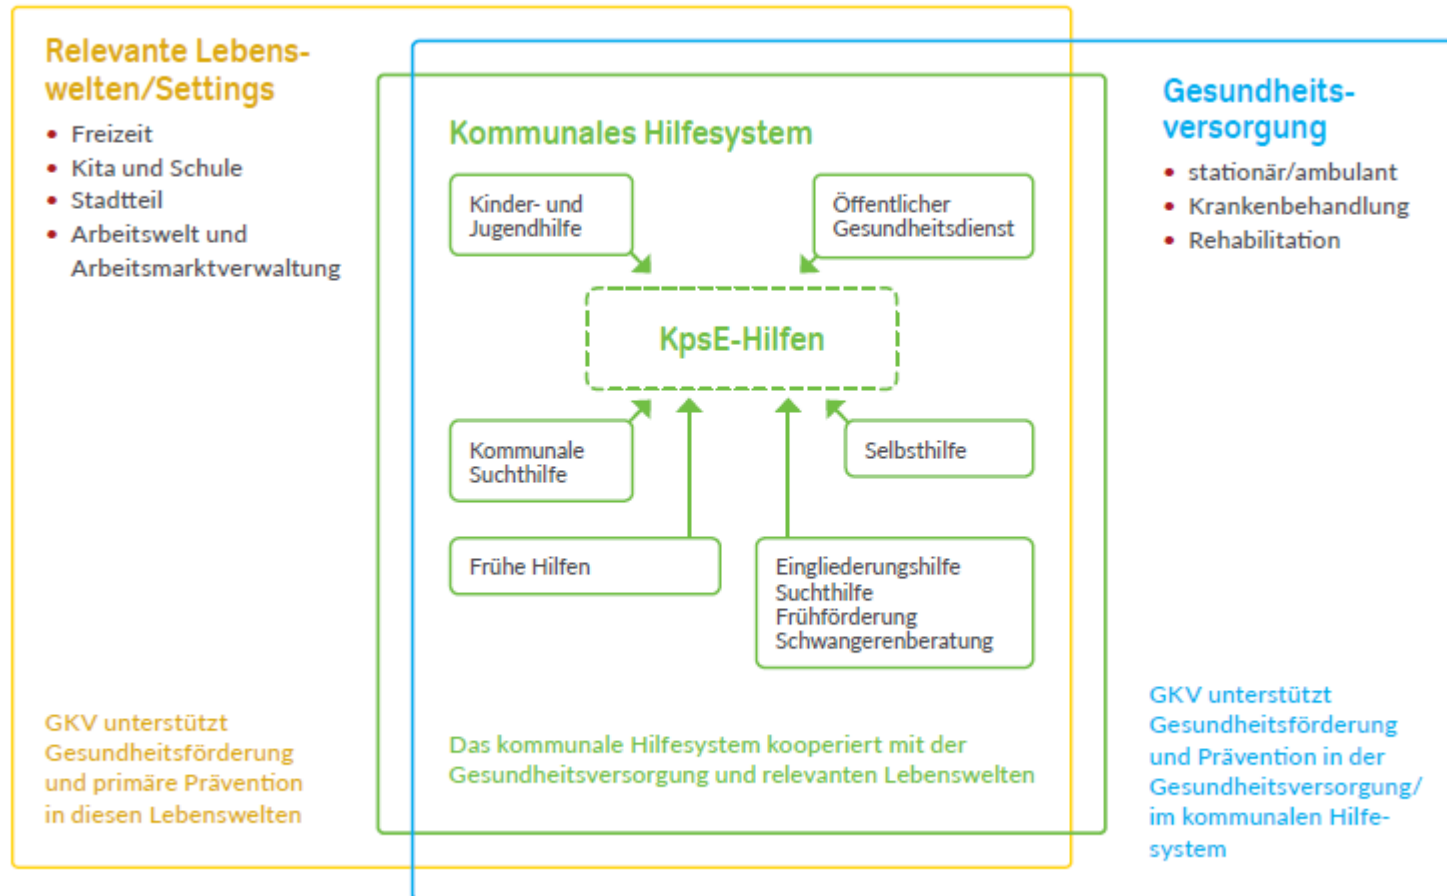 Relevante Lebens-
welten/Settings
• Freizeit
• Kita und Schule
• Stadtteil
• Arbeitswelt und
Arbeitsmarktverwaltung
GKV unterstützt
Gesundheitsförderung
und primäre Prävention
in diesen Lebenswelten
Kommunales Hilfesystem
Kinder- und
Jugendhilfe
Öffentlicher
Gesundheitsdienst
KpsE-Hilfen
Kommunale
Suchthilfe
Selbsthilfe
Frühe Hilfen
Eingliederungshilfe
Suchthilfe
Frühförderung
Schwangerenberatung
Das kommunale Hilfesystem kooperiert mit der
Gesundheitsversorgung und relevanten Lebenswelten
Gesundheits-
versorgung
• stationär/ambulant
• Krankenbehandlung
• Rehabilitation
GKV unterstützt
Gesundheitsförderung
und Prävention in der
Gesundheitsversorgung/
im kommunalen Hilfe-
system